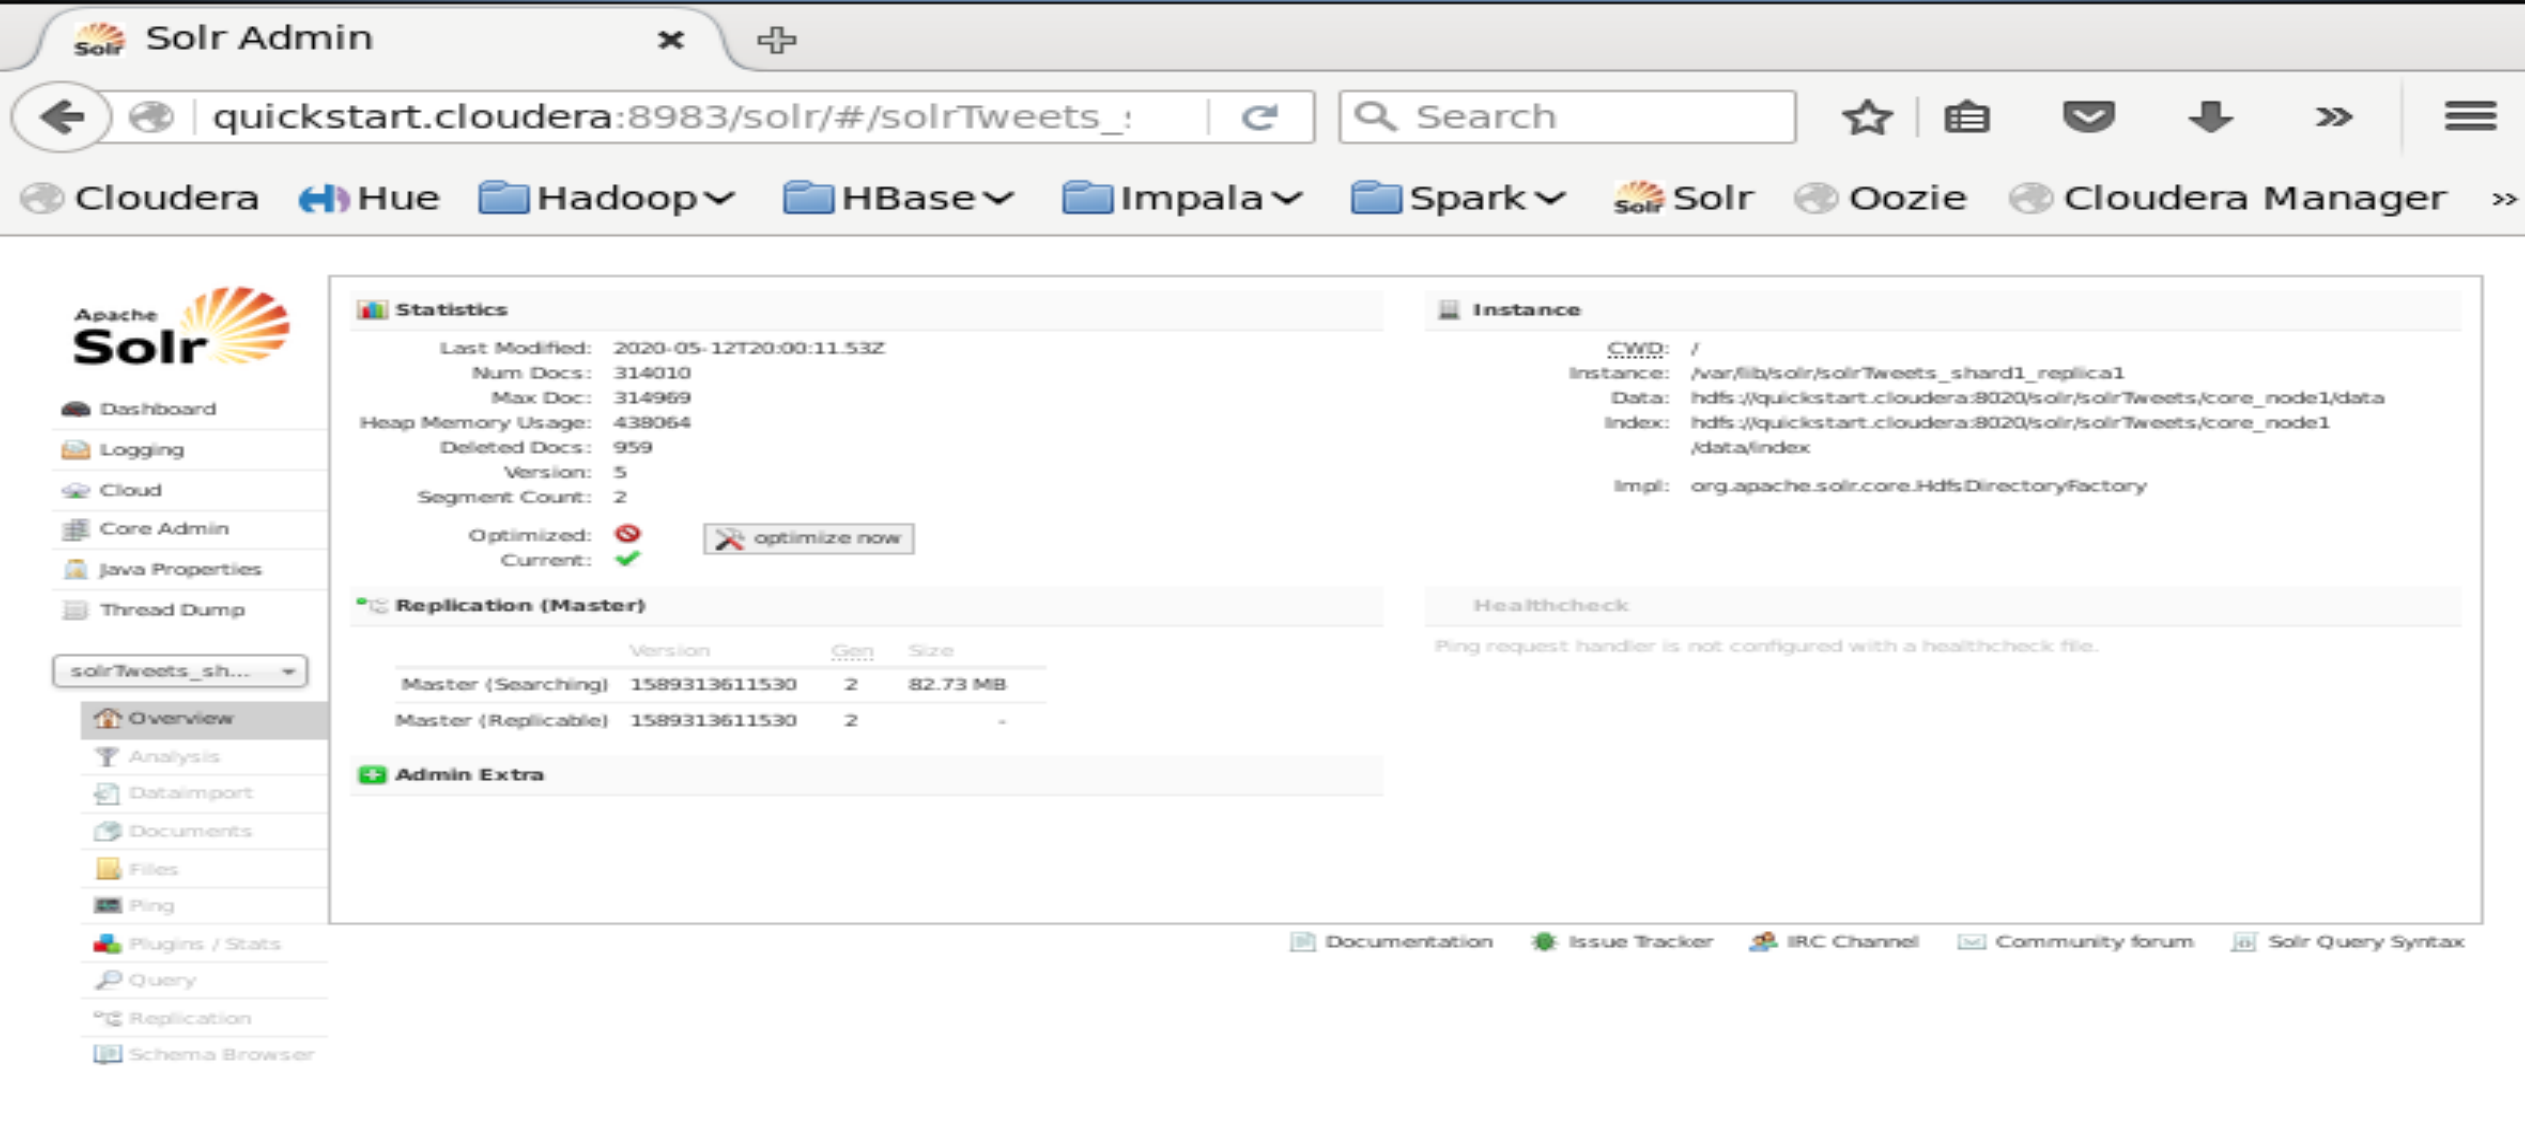 Solr Solr Admin
quickstart.cloudera:8983/solr/#/solrTweets_
Search
Cloudera Hue Hadoop HBase Impala Spark Solr Oozie Cloudera Manager »
Apache
Solr
Dashboard
Logging
Cloud
Core Admin
Java Properties
Thread Dump
solrTweets_sh...
Overview
Analysis
Dataimport
Documents
Files
Ping
Plugins / Stats
Query
Replication
Schema Browser
Statistics
Last Modified: 2020-05-12T20:00:11.53Z
Num Docs: 314010
Max Doc: 314969
Heap Memory Usage: 438064
Deleted Docs: 959
Version: 5
Segment Count: 2
Optimized: optimize now
Current:
Instance
CWD: /
Instance: /var/lib/solr/solrTweets_shard1_replica1
Data: hdfs://quickstart.cloudera:8020/solr/solrTweets/core_node1/data
Index: hdfs://quickstart.cloudera:8020/solr/solrTweets/core_node1
/data/index
Impl: org.apache.solr.core.HdfsDirectoryFactory
Replication (Master)
Version Gen Size
Master (Searching) 1589313611530 2 82.73 MB
Master (Replicable) 1589313611530 2 -
Healthcheck
Ping request handler is not configured with a healthcheck file.
Admin Extra
Documentation Issue Tracker IRC Channel Community forum Solr Query Syntax